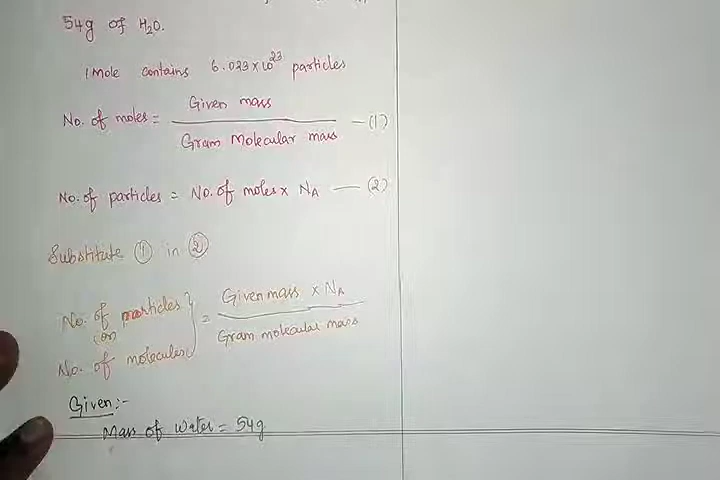 54g of H₂O.
1 Mole contains 6.023 × 10²³ particles
No. of moles = Given mass / Gram Molecular mass — (1)
No. of particles = No. of moles × NA — (2)
Substitute (1) in (2)
No. of particles (or) No. of molecules } = Given mass × NA / Gram molecular mass
Given:-
Mass of water = 54g